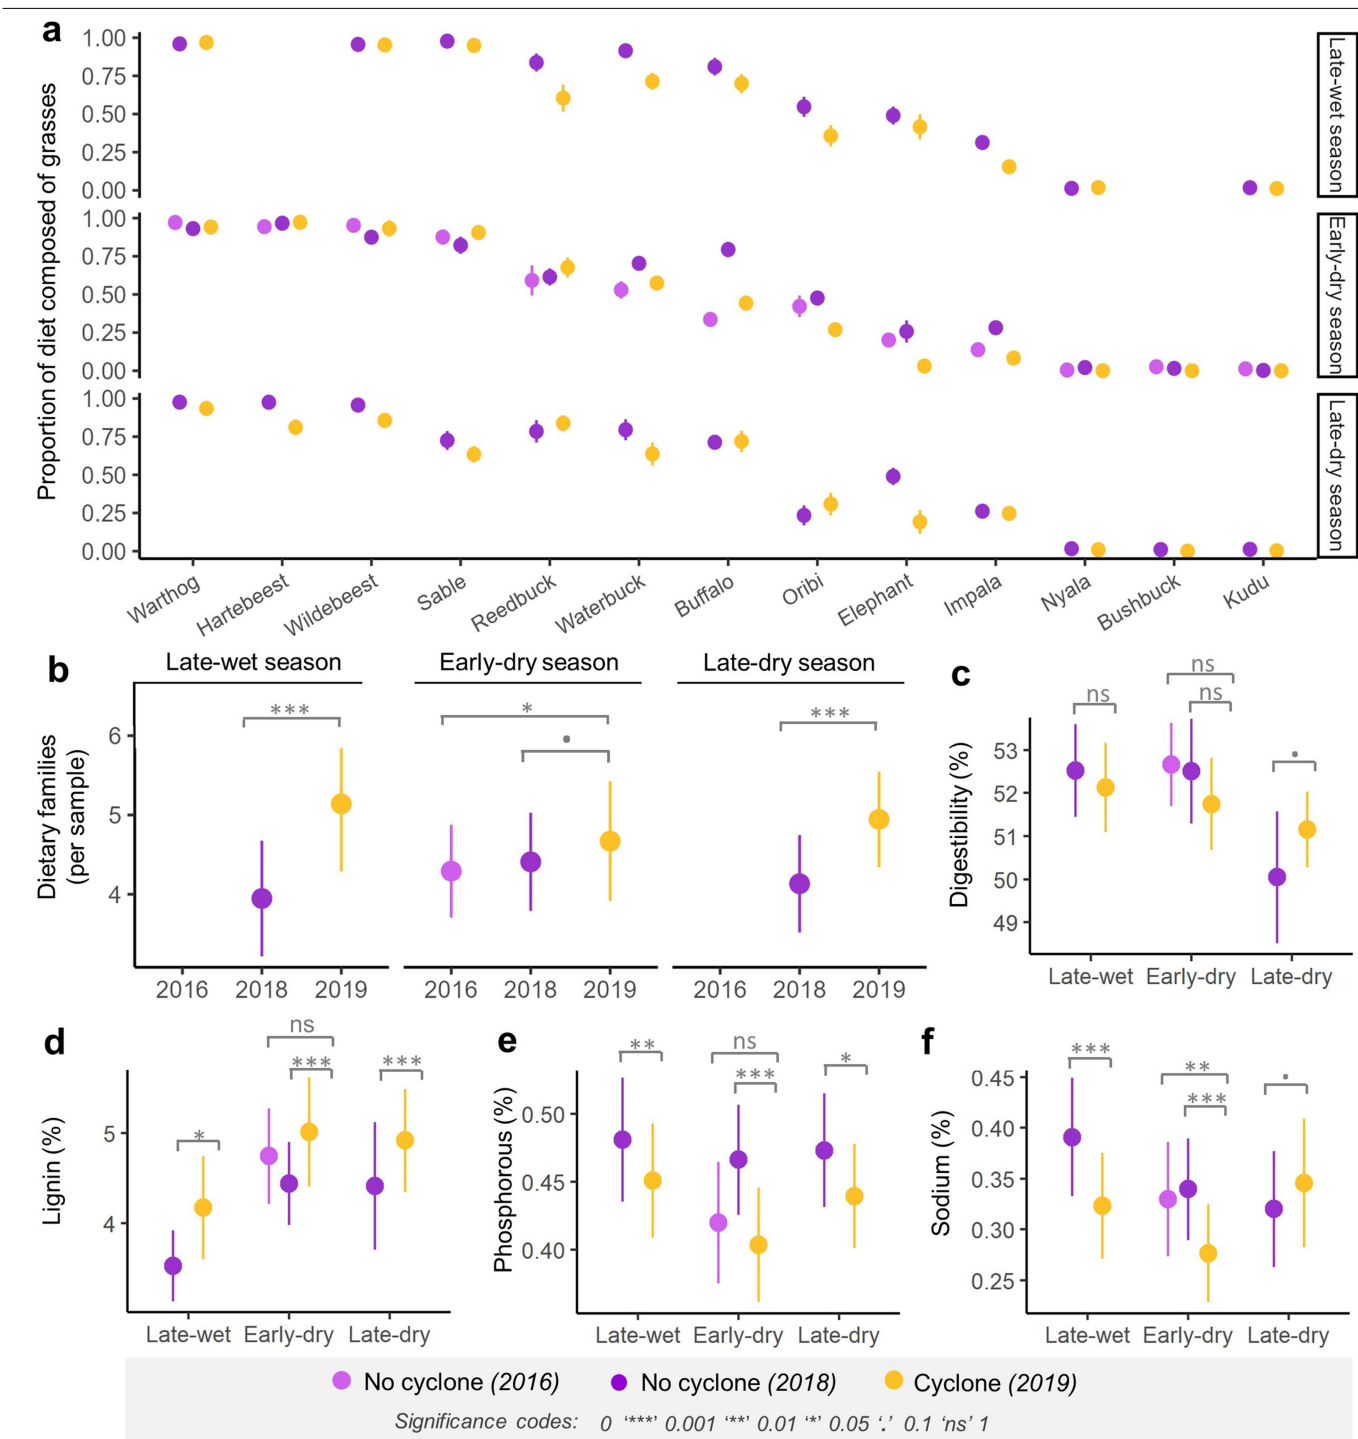 a
Proportion of diet composed of grasses
1.00
0.75
0.50
0.25
0.00
Late-wet season
1.00
0.75
0.50
0.25
0.00
Early-dry season
1.00
0.75
0.50
0.25
0.00
Late-dry season
Warthog Hartebeest Wildebeest Sable Reedbuck Waterbuck Buffalo Oribi Elephant Impala Nyala Bushbuck Kudu
b
Late-wet season Early-dry season Late-dry season
Dietary families
(per sample)
6
5
4
***
*
.
***
2016 2018 2019 2016 2018 2019 2016 2018 2019
c
Digestibility (%)
53
52
51
50
49
ns
ns
ns
.
Late-wet Early-dry Late-dry
d
Lignin (%)
5
4
*
ns
***
***
Late-wet Early-dry Late-dry
e
Phosphorous (%)
0.50
0.45
0.40
**
ns
***
*
Late-wet Early-dry Late-dry
f
Sodium (%)
0.45
0.40
0.35
0.30
0.25
***
**
***
.
Late-wet Early-dry Late-dry
No cyclone (2016) No cyclone (2018) Cyclone (2019)
Significance codes: 0 ‘***’ 0.001 ‘**’ 0.01 ‘*’ 0.05 ‘.’ 0.1 ‘ns’ 1